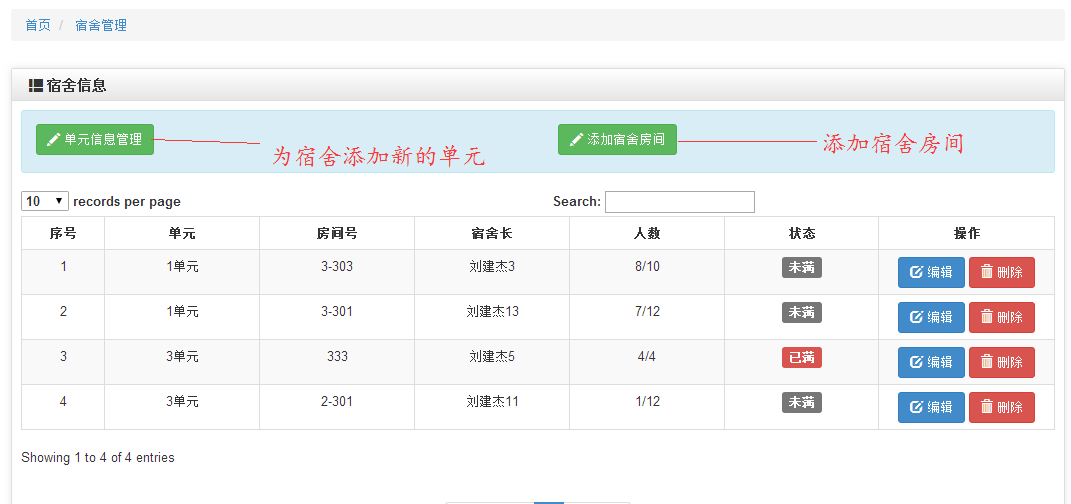 首页 / 宿舍管理
宿舍信息
单元信息管理 为宿舍添加新的单元 添加宿舍房间 添加宿舍房间
10 records per page Search:
序号 单元 房间号 宿舍长 人数 状态 操作
1 1单元 3-303 刘建杰3 8/10 未满 编辑 删除
2 1单元 3-301 刘建杰13 7/12 未满 编辑 删除
3 3单元 333 刘建杰5 4/4 已满 编辑 删除
4 3单元 2-301 刘建杰11 1/12 未满 编辑 删除
Showing 1 to 4 of 4 entries